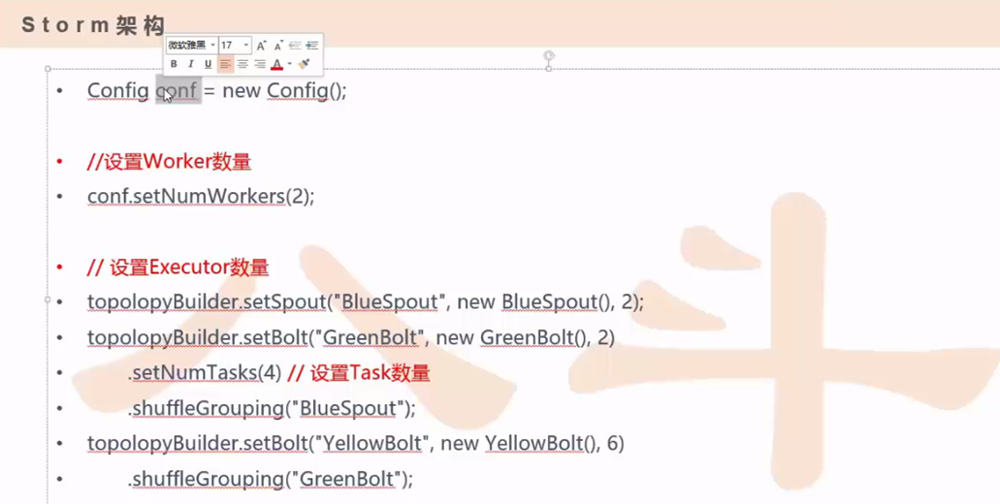 Storm架构
微软雅黑 17 A A
B I U A
Config conf = new Config();
//设置Worker数量
conf.setNumWorkers(2);
// 设置Executor数量
topolopyBuilder.setSpout("BlueSpout", new BlueSpout(), 2);
topolopyBuilder.setBolt("GreenBolt", new GreenBolt(), 2)
.setNumTasks(4) // 设置Task数量
.shuffleGrouping("BlueSpout");
topolopyBuilder.setBolt("YellowBolt", new YellowBolt(), 6)
.shuffleGrouping("GreenBolt");
八斗